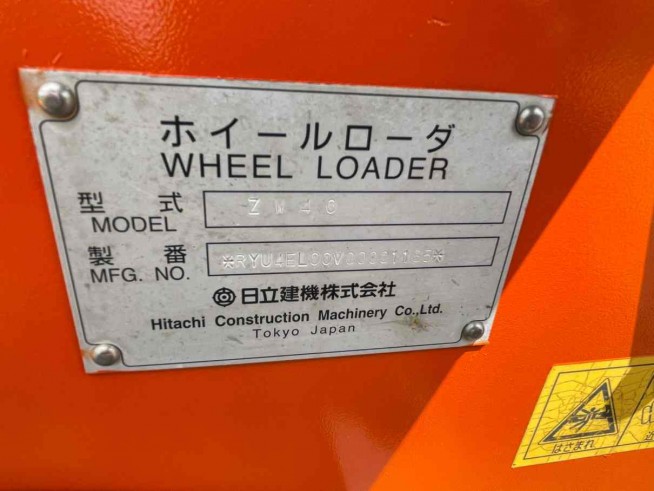 ホイールローダ
WHEEL LOADER
型式
MODEL
ZW40
製番
MFG. NO.
日立建機株式会社
Hitachi Construction Machinery Co.,Ltd.
Tokyo Japan
はさまれ